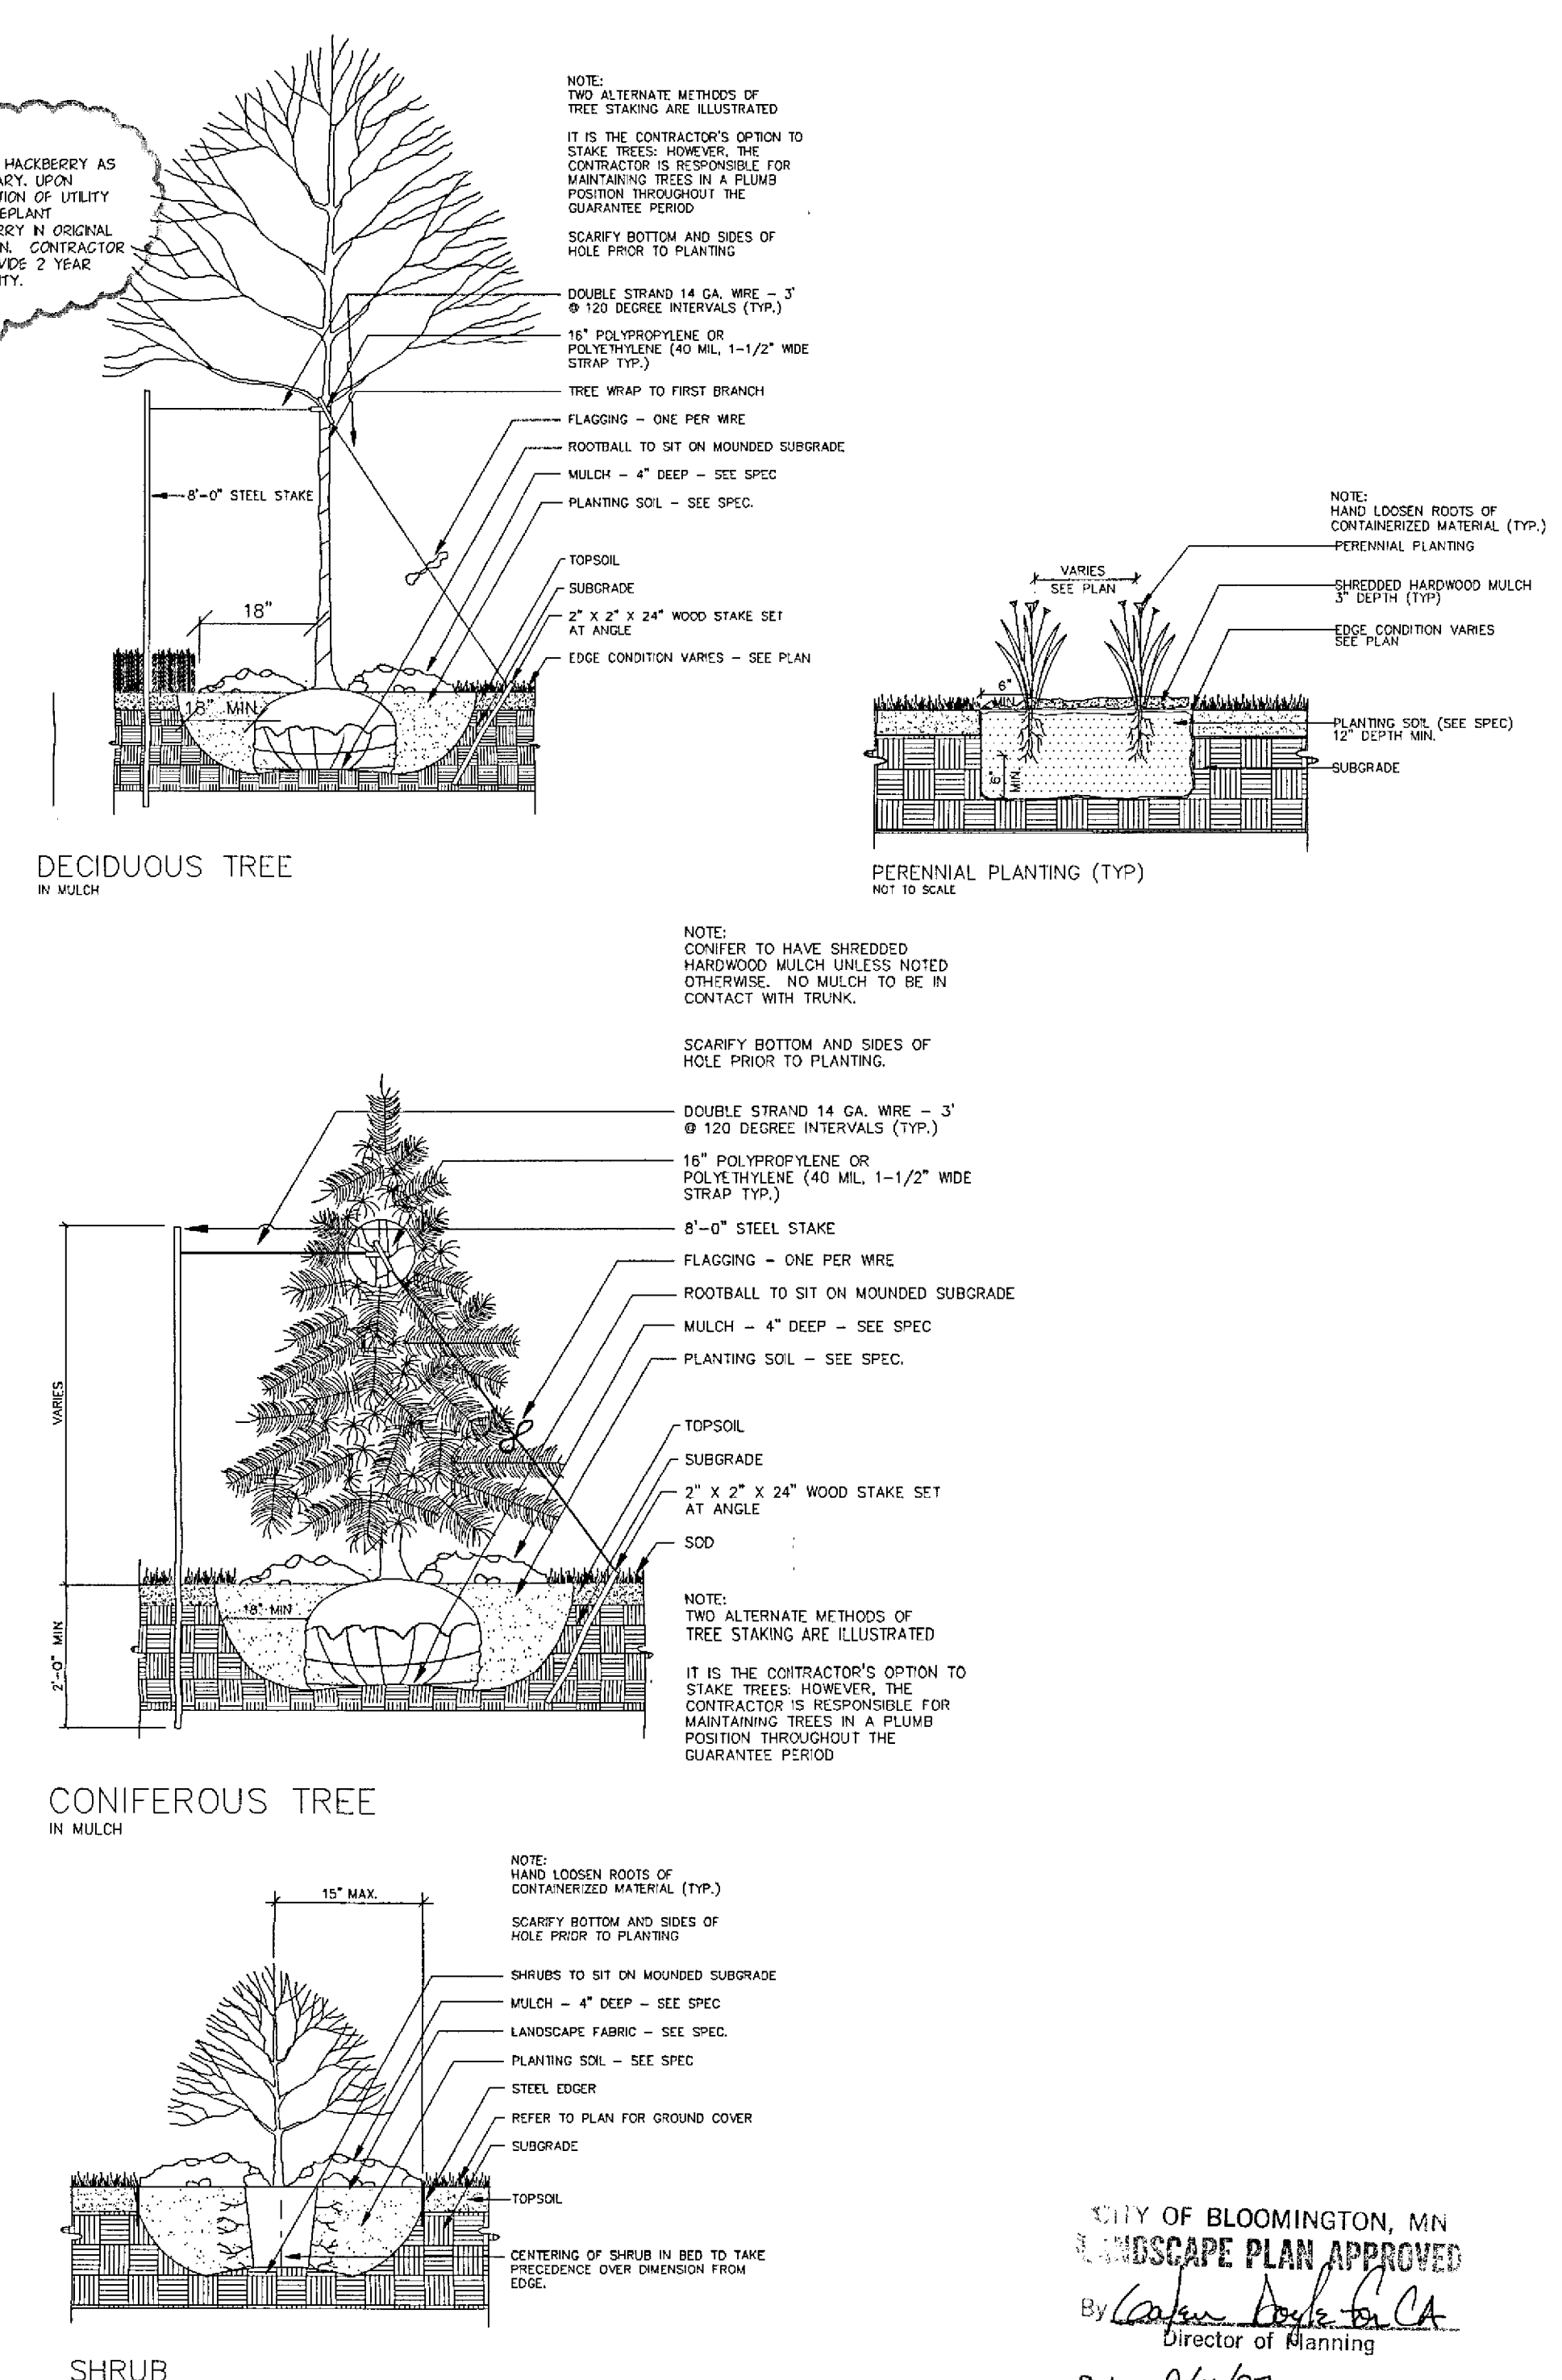 HACKBERRY AS
UPON
OF UTILITY
IN ORIGINAL
CONTRACTOR
2 YEAR
NOTE:
TWO ALTERNATE METHODS OF
TREE STAKING ARE ILLUSTRATED
IT IS THE CONTRACTOR'S OPTION TO
STAKE TREES: HOWEVER, THE
CONTRACTOR IS RESPONSIBLE FOR
MAINTAINING TREES IN A PLUMB
POSITION THROUGHOUT THE
GUARANTEE PERIOD
SCARIFY BOTTOM AND SIDES OF
HOLE PRIOR TO PLANTING
DOUBLE STRAND 14 GA. WIRE – 3'
@ 120 DEGREE INTERVALS (TYP.)
16" POLYPROPYLENE OR
POLYETHYLENE (40 MIL, 1-1/2" WIDE
STRAP TYP.)
TREE WRAP TO FIRST BRANCH
FLAGGING – ONE PER WIRE
ROOTBALL TO SIT ON MOUNDED SUBGRADE
MULCH – 4" DEEP – SEE SPEC
PLANTING SOIL – SEE SPEC.
TOPSOIL
SUBGRADE
2" X 2" X 24" WOOD STAKE SET
AT ANGLE
EDGE CONDITION VARIES – SEE PLAN
8'-0" STEEL STAKE
18"
18" MIN.
DECIDUOUS TREE
IN MULCH
NOTE:
HAND LOOSEN ROOTS OF
CONTAINERIZED MATERIAL (TYP.)
PERENNIAL PLANTING
VARIES
SEE PLAN
SHREDDED HARDWOOD MULCH
3" DEPTH (TYP)
EDGE CONDITION VARIES
SEE PLAN
6"
MIN.
PLANTING SOIL (SEE SPEC)
12" DEPTH MIN.
6"
MIN.
SUBGRADE
PERENNIAL PLANTING (TYP)
NOT TO SCALE
NOTE:
CONIFER TO HAVE SHREDDED
HARDWOOD MULCH UNLESS NOTED
OTHERWISE. NO MULCH TO BE IN
CONTACT WITH TRUNK.
SCARIFY BOTTOM AND SIDES OF
HOLE PRIOR TO PLANTING.
DOUBLE STRAND 14 GA. WIRE – 3'
@ 120 DEGREE INTERVALS (TYP.)
16" POLYPROPYLENE OR
POLYETHYLENE (40 MIL, 1-1/2" WIDE
STRAP TYP.)
8'-0" STEEL STAKE
FLAGGING – ONE PER WIRE
ROOTBALL TO SIT ON MOUNDED SUBGRADE
MULCH – 4" DEEP – SEE SPEC
PLANTING SOIL – SEE SPEC.
TOPSOIL
SUBGRADE
2" X 2" X 24" WOOD STAKE SET
AT ANGLE
SOD
VARIES
2'-0" MIN
18" MIN
NOTE:
TWO ALTERNATE METHODS OF
TREE STAKING ARE ILLUSTRATED
IT IS THE CONTRACTOR'S OPTION TO
STAKE TREES: HOWEVER, THE
CONTRACTOR IS RESPONSIBLE FOR
MAINTAINING TREES IN A PLUMB
POSITION THROUGHOUT THE
GUARANTEE PERIOD
CONIFEROUS TREE
IN MULCH
NOTE:
HAND LOOSEN ROOTS OF
CONTAINERIZED MATERIAL (TYP.)
SCARIFY BOTTOM AND SIDES OF
HOLE PRIOR TO PLANTING
15" MAX.
SHRUBS TO SIT ON MOUNDED SUBGRADE
MULCH – 4" DEEP – SEE SPEC
LANDSCAPE FABRIC – SEE SPEC.
PLANTING SOIL – SEE SPEC
STEEL EDGER
REFER TO PLAN FOR GROUND COVER
SUBGRADE
TOPSOIL
CENTERING OF SHRUB IN BED TO TAKE
PRECEDENCE OVER DIMENSION FROM
EDGE.
SHRUB
CITY OF BLOOMINGTON, MN
LANDSCAPE PLAN APPROVED
By Galen Doyle for CA
Director of Planning